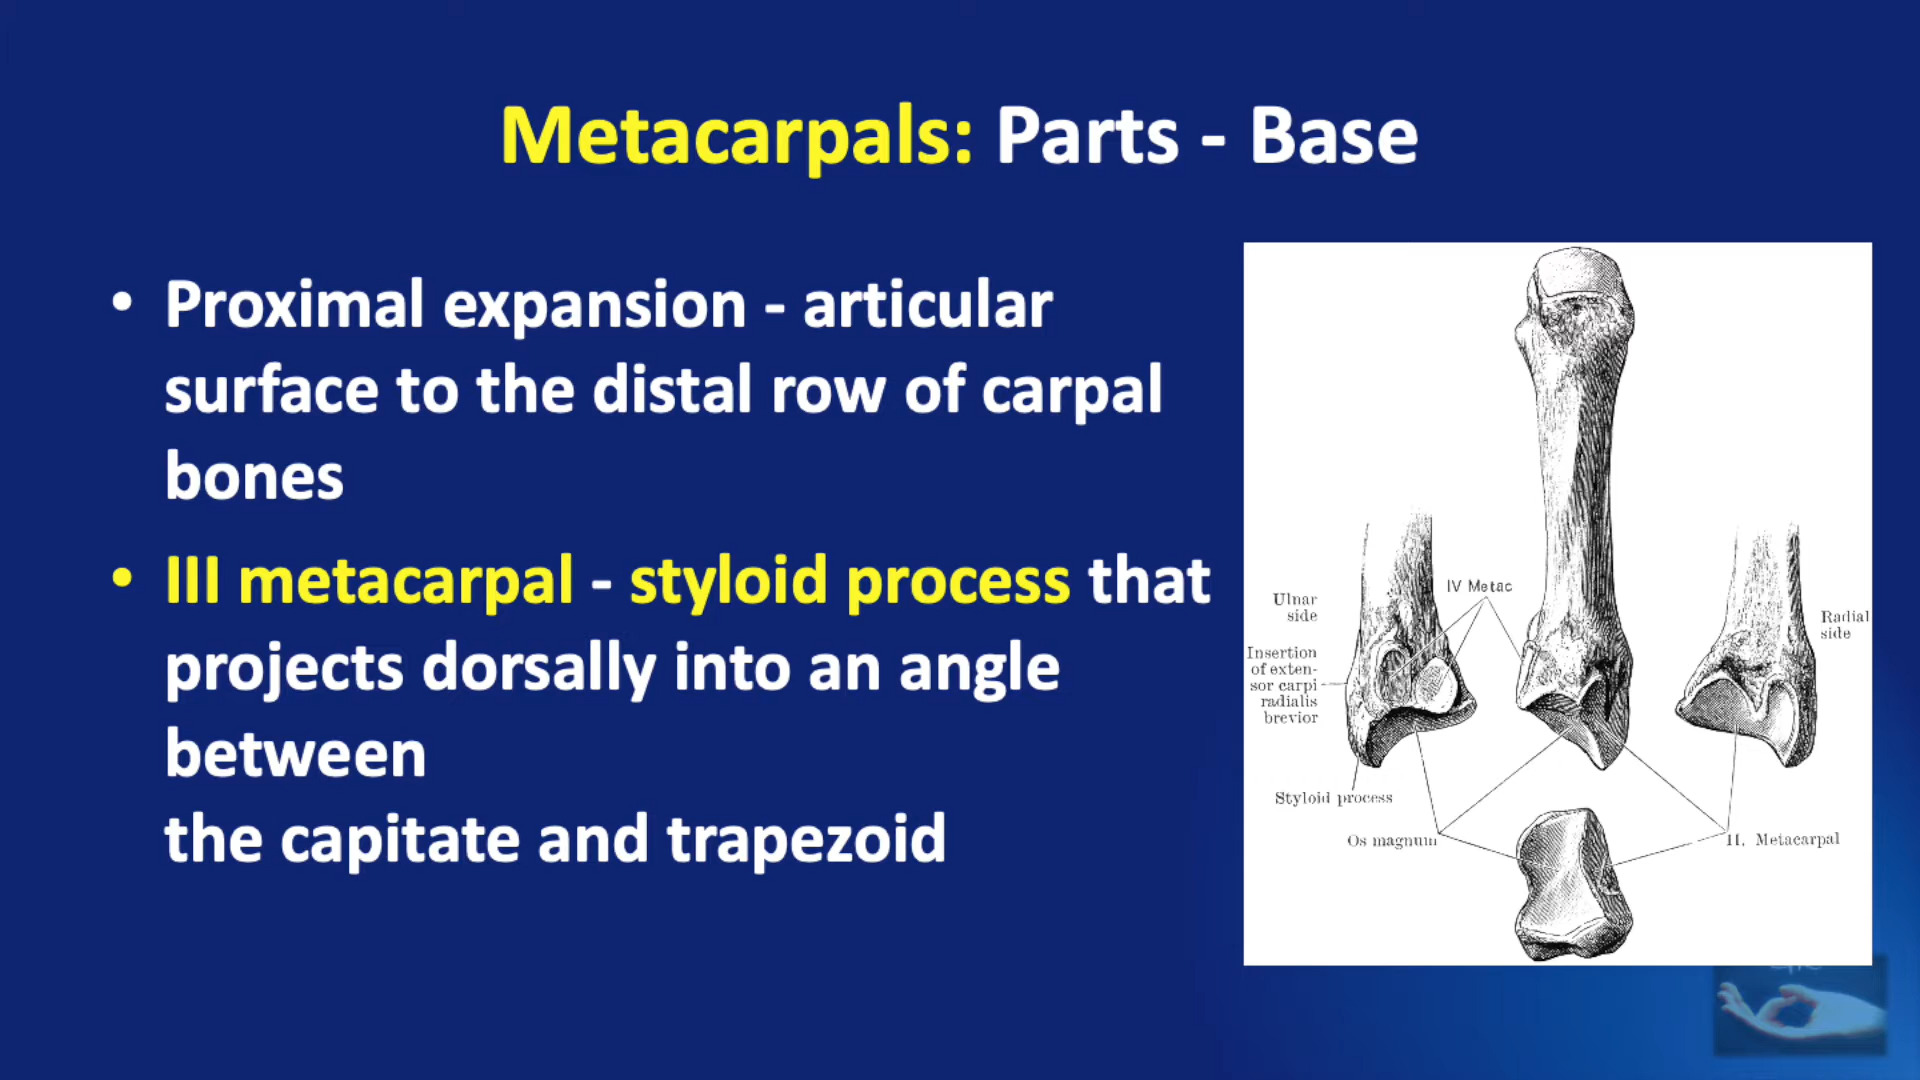 Metacarpals: Parts - Base
• Proximal expansion - articular
surface to the distal row of carpal
bones
• III metacarpal - styloid process that
projects dorsally into an angle
between
the capitate and trapezoid
IV Metac
Ulnar
side
Radial
side
Insertion
of exten-
sor carpi
radialis
brevior
Styloid process
Os magnum
II. Metacarpal